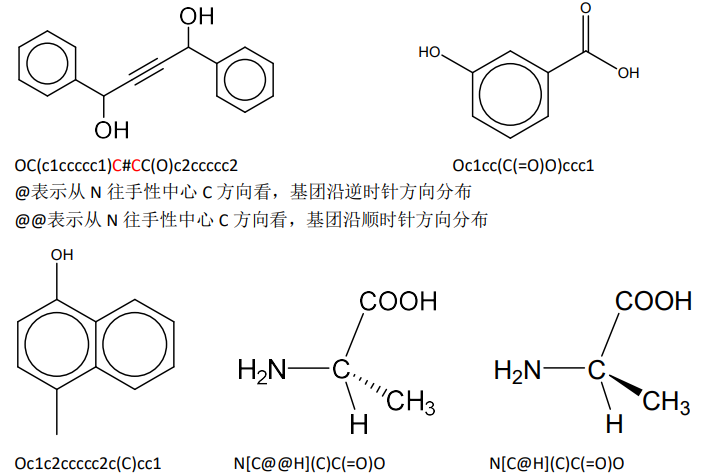 OH
OH
OC(c1ccccc1)C#CC(O)c2ccccc2
HO
O
OH
Oc1cc(C(=O)O)ccc1
@表示从 N 往手性中心 C 方向看，基团沿逆时针方向分布
@@表示从 N 往手性中心 C 方向看，基团沿顺时针方向分布
OH
Oc1c2ccccc2c(C)cc1
COOH
H2N
C
CH3
H
N[C@@H](C)C(=O)O
COOH
H2N
C
CH3
H
N[C@H](C)C(=O)O